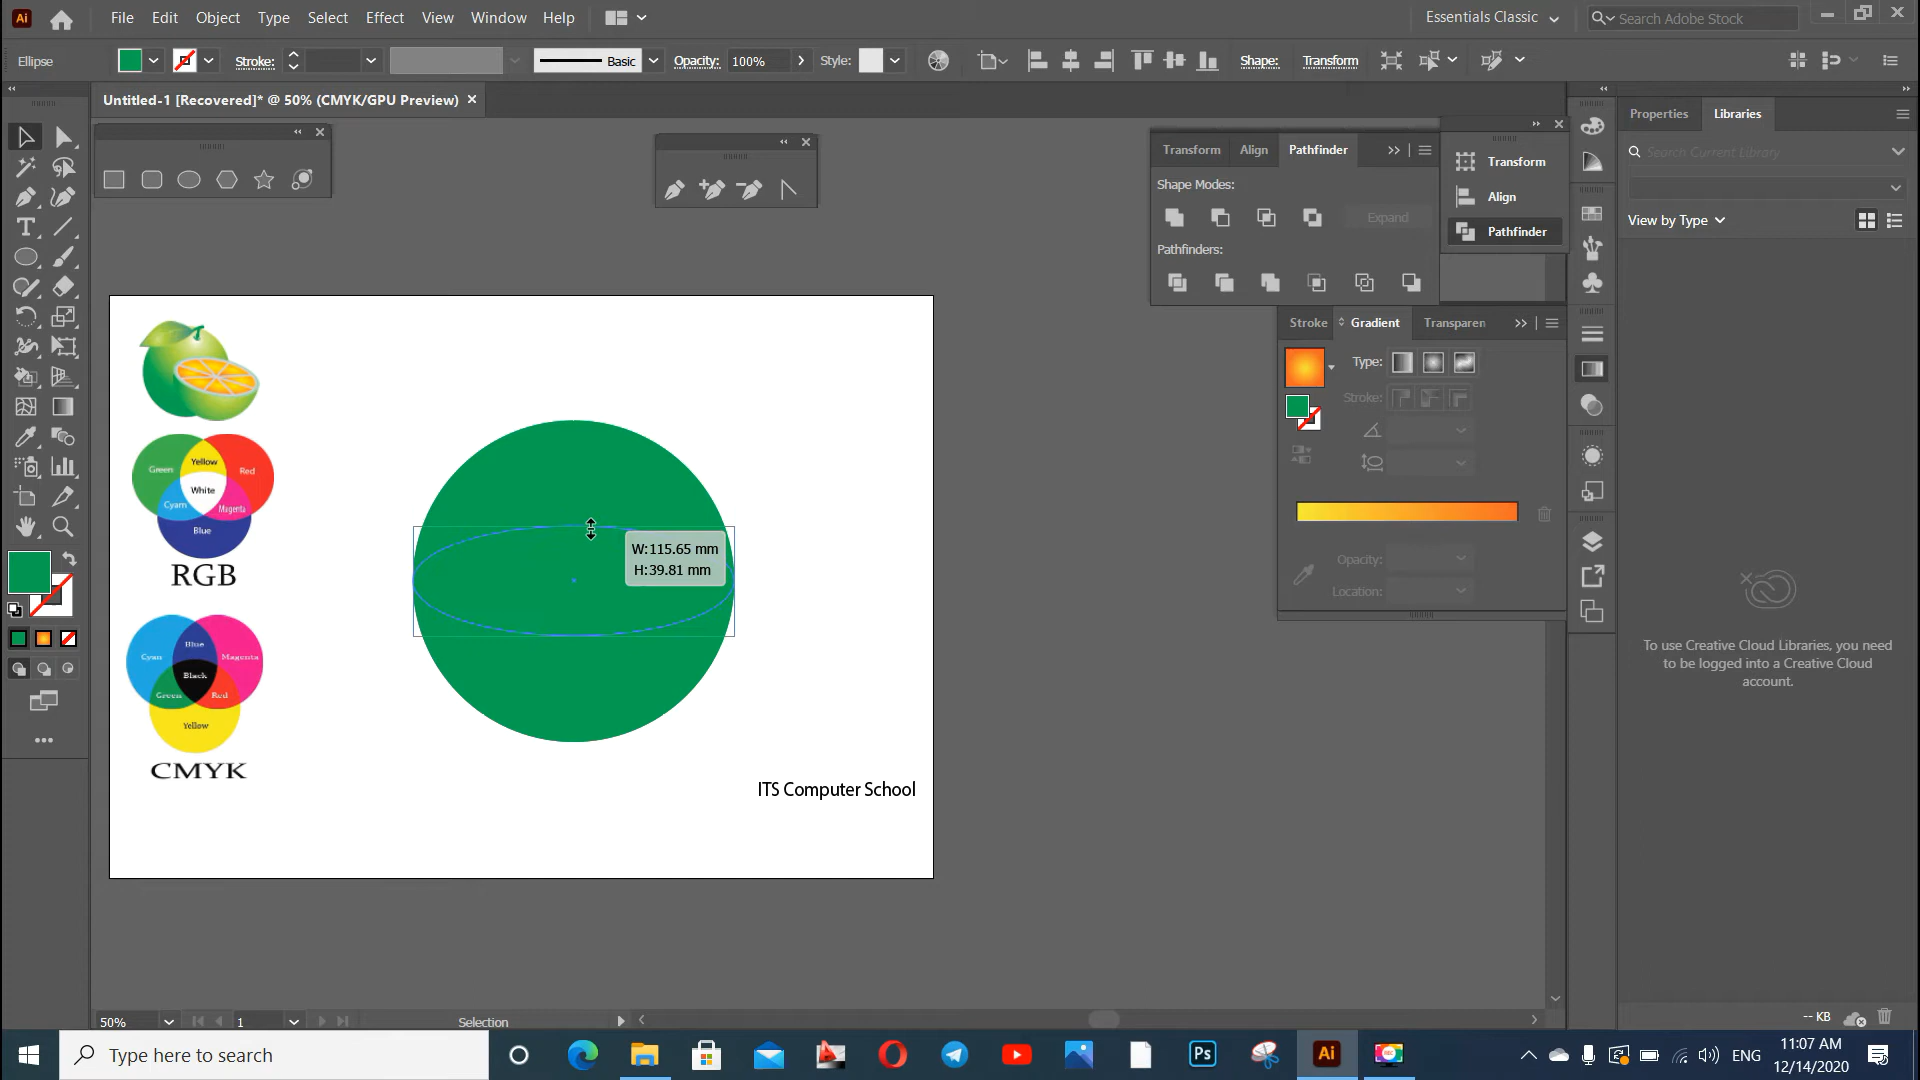 File Edit Object Type Select Effect View Window Help Essentials Classic Search Adobe Stock
Ellipse Stroke: Basic Opacity: 100% Style: Shape: Transform
Untitled-1 [Recovered]* @ 50% (CMYK/GPU Preview)
Transform Align Pathfinder
Shape Modes:
Expand
Pathfinders:
Transform
Align
Pathfinder
Stroke Gradient Transparen
Type:
Stroke:
Opacity:
Location:
Properties Libraries
Search Current Library
View by Type
To use Creative Cloud Libraries, you need
to be logged into a Creative Cloud
account.
-- KB
Green
Yellow
Red
White
Cyam
Magenta
Blue
RGB
Cyan
Blue
Magenta
Black
Green
Red
Yellow
CMYK
W:115.65 mm
H:39.81 mm
ITS Computer School
50% 1 Selection
Type here to search
Ps
Ai
ENG
11:07 AM
12/14/2020